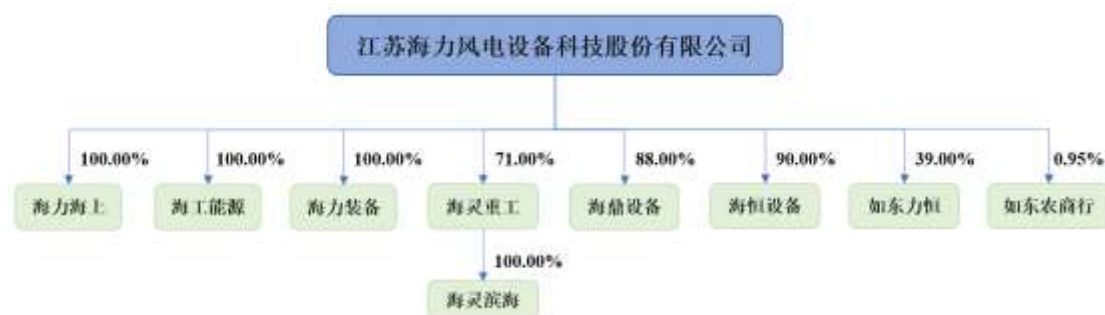 江苏海力风电设备科技股份有限公司
100.00%
100.00%
100.00%
71.00%
88.00%
90.00%
39.00%
0.95%
海力海上
海工能源
海力装备
海灵重工
海鼎设备
海恒设备
如东力恒
如东农商行
100.00%
海灵滨海